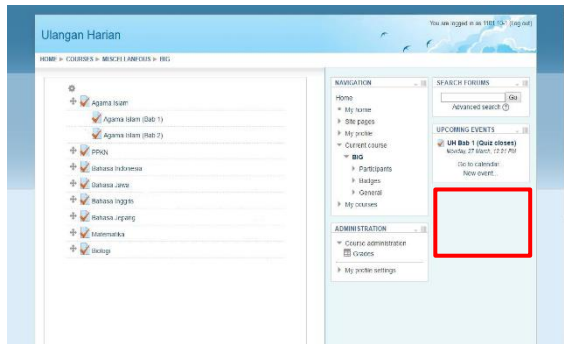 You are logged in as 1101 10-1 (Log out)
Ulangan Harian
HOME ► COURSES ► MISCELLANEOUS ► BIG
Agama Islam
Agama Islam (Bab 1)
Agama Islam (Bab 2)
PPKN
Bahasa Indonesia
Bahasa Jawa
Bahasa Inggris
Bahasa Jepang
Matematika
Biologi
NAVIGATION
Home
My home
Site pages
My profile
Current course
BIG
Participants
Badges
General
My courses
ADMINISTRATION
Course administration
Grades
My profile settings
SEARCH FORUMS
Go
Advanced search
UPCOMING EVENTS
UH Bab 1 (Quiz closes)
Monday, 27 March, 12:21 PM
Go to calendar...
New event...